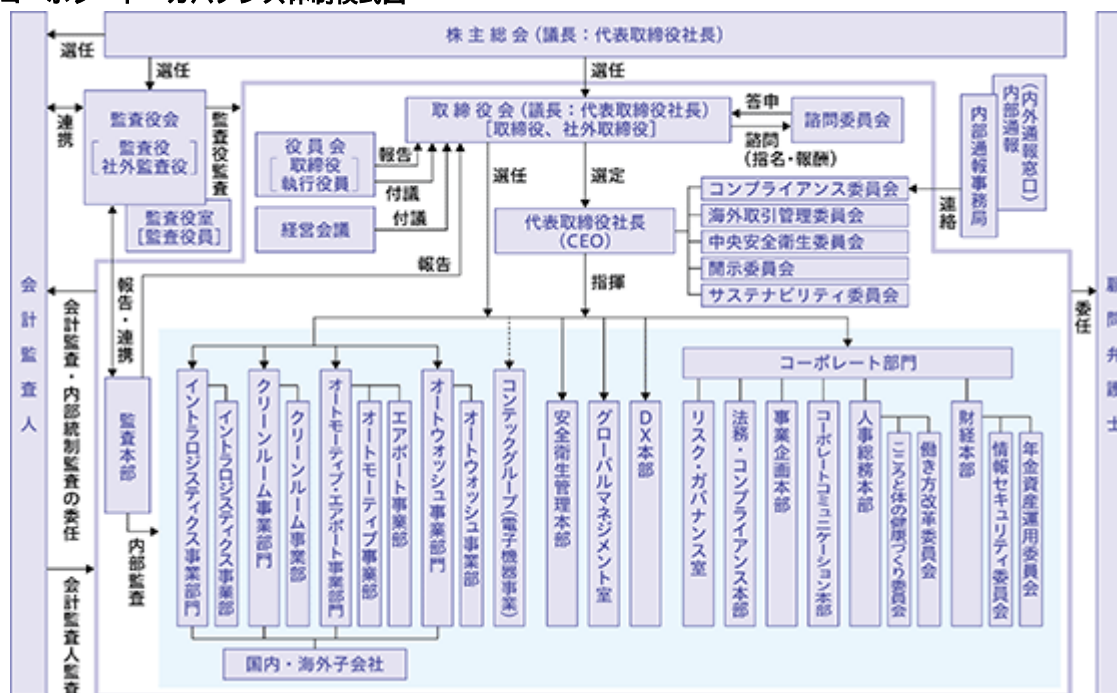 コーポレート・ガバナンス体制模式図
株主総会(議長:代表取締役社長)
選任
選任
選任
連携
監査役会
監査役
社外監査役
監査役監査
監査役室
[監査役員]
役員会
取締役
執行役員
報告
付議
経営会議
付議
報告
取締役会(議長:代表取締役社長)
[取締役、社外取締役]
答申
諮問
(指名・報酬)
諮問委員会
内部通報事務局
内部通報
(内外通報窓口)
連絡
選任
選定
代表取締役社長
(CEO)
指揮
コンプライアンス委員会
海外取引管理委員会
中央安全衛生委員会
開示委員会
サステナビリティ委員会
会計監査人
会計監査・内部統制監査の委任
会計監査人監査
報告・連携
監査本部
内部監査
委任
顧問弁護士
イントラロジスティクス事業部門
イントラロジスティクス事業部
クリーンルーム事業部門
クリーンルーム事業部
オートモーティブ・エアポート事業部門
オートモーティブ事業部
エアポート事業部
オートウォッシュ事業部門
オートウォッシュ事業部
コンテックグループ(電子機器事業)
安全衛生管理本部
グローバルマネジメント室
DX本部
コーポレート部門
リスク・ガバナンス室
法務・コンプライアンス本部
事業企画本部
コーポレートコミュニケーション本部
人事総務本部
こころと体の健康づくり委員会
働き方改革委員会
財経本部
情報セキュリティ委員会
年金資産運用委員会
国内・海外子会社